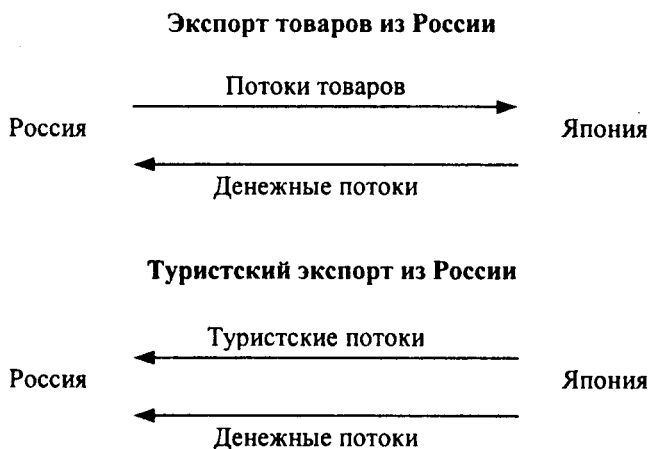 Экспорт товаров из России
Потоки товаров
Россия
Япония
Денежные потоки
Туристский экспорт из России
Туристские потоки
Россия
Япония
Денежные потоки